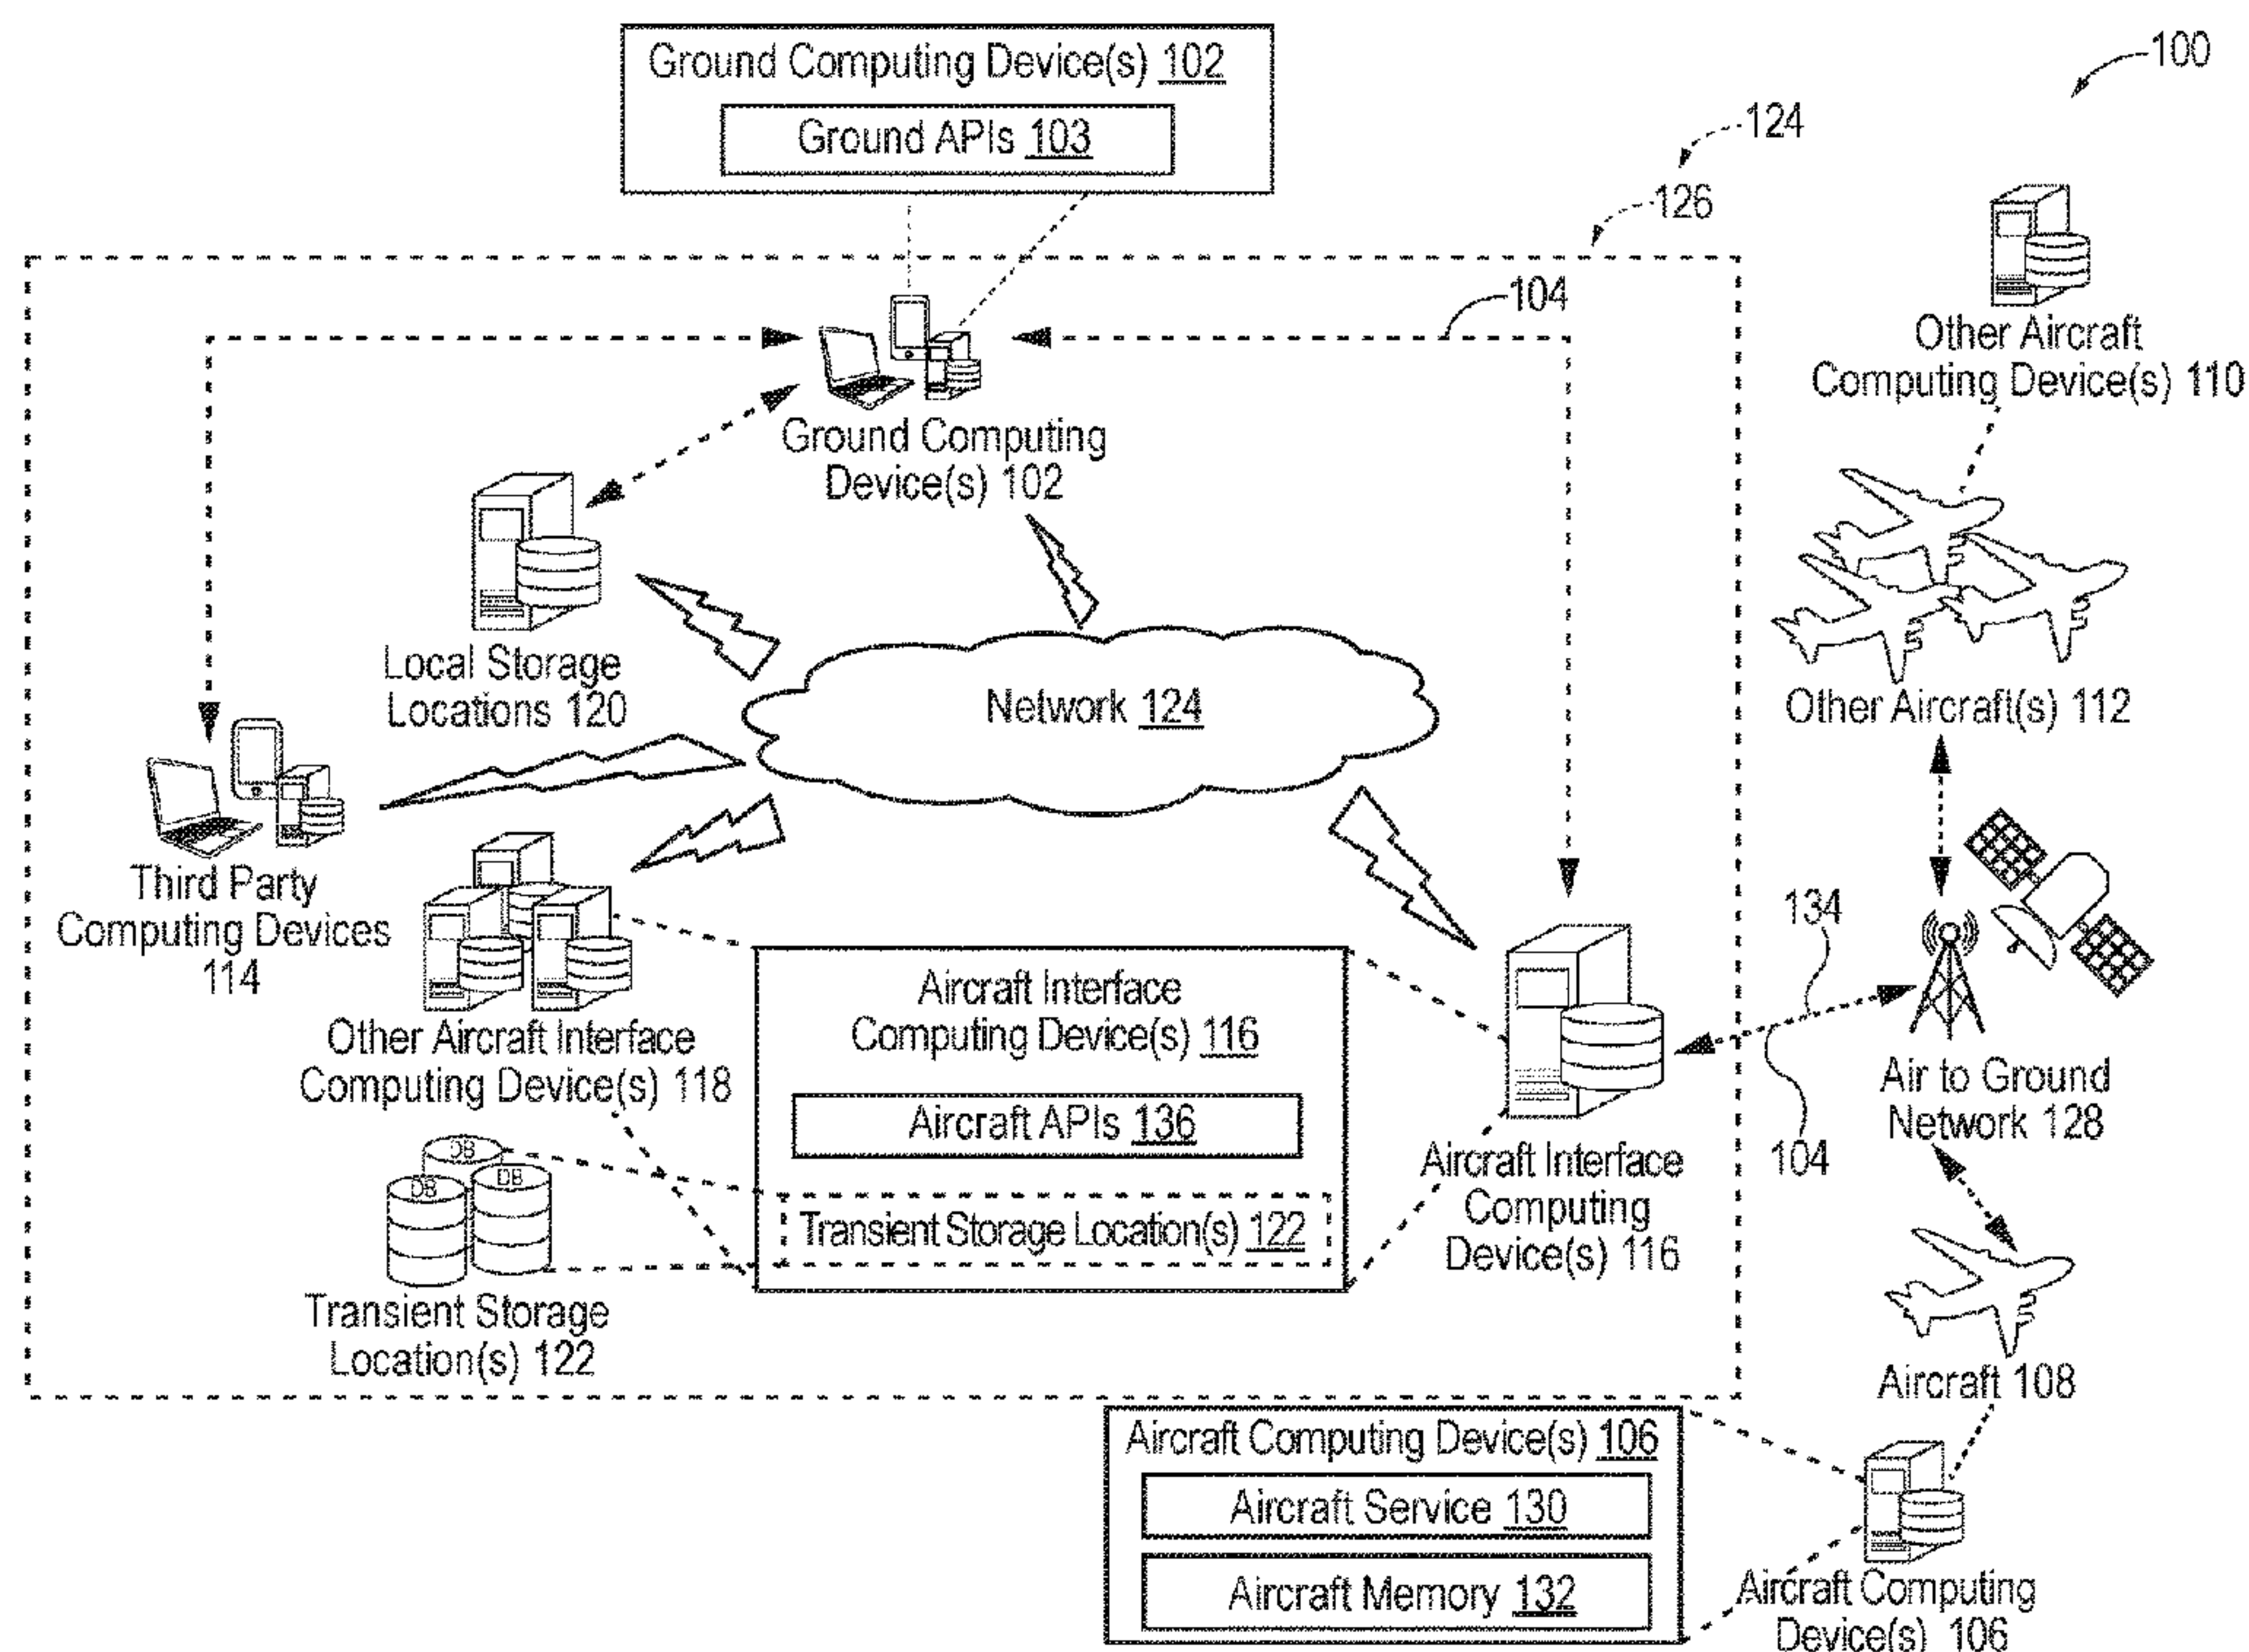 Ground Computing Device(s) 102
Ground APIs 103
100
124
126
104
Other Aircraft
Computing Device(s) 110
Ground Computing
Device(s) 102
Local Storage
Locations 120
Network 124
Other Aircraft(s) 112
Third Party
Computing Devices
114
Other Aircraft Interface
Computing Device(s) 118
Aircraft Interface
Computing Device(s) 116
Aircraft APIs 136
Transient Storage Location(s) 122
DB
DB
DB
Transient Storage
Location(s) 122
Aircraft Interface
Computing
Device(s) 116
134
104
Air to Ground
Network 128
Aircraft 108
Aircraft Computing Device(s) 106
Aircraft Service 130
Aircraft Memory 132
Aircraft Computing
Device(s) 106